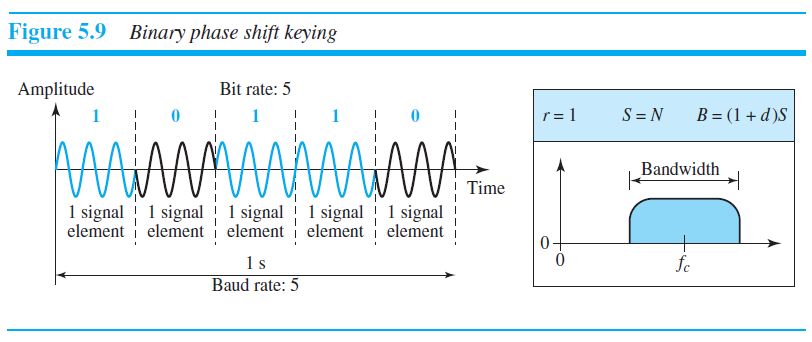 Figure 5.9 Binary phase shift keying
Amplitude Bit rate: 5
1 0 1 1 0
Time
1 signal element 1 signal element 1 signal element 1 signal element 1 signal element
1 s
Baud rate: 5
r = 1 S = N B = (1 + d)S
Bandwidth
0
0 fc